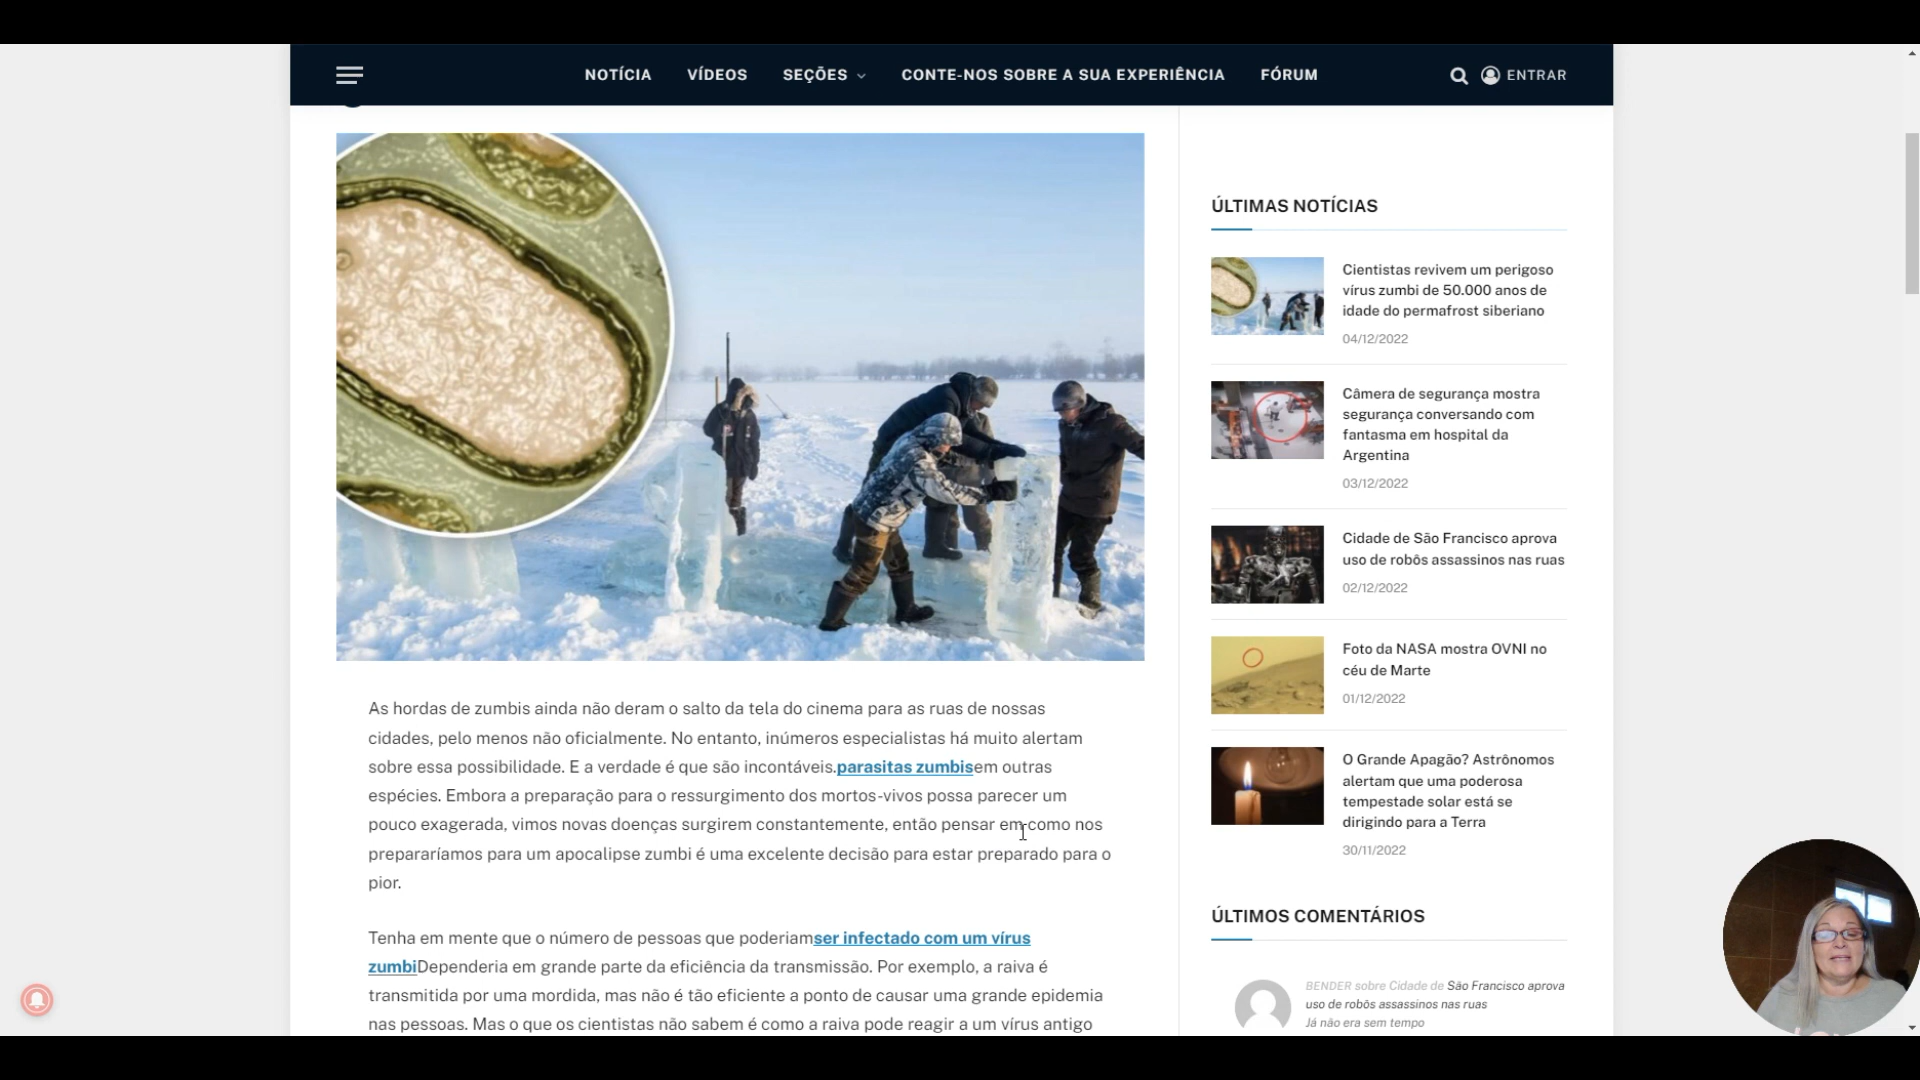 NOTÍCIA VÍDEOS SEÇÕES CONTE-NOS SOBRE A SUA EXPERIÊNCIA FÓRUM ENTRAR
As hordas de zumbis ainda não deram o salto da tela do cinema para as ruas de nossas
cidades, pelo menos não oficialmente. No entanto, inúmeros especialistas há muito alertam
sobre essa possibilidade. E a verdade é que são incontáveis.parasitas zumbisem outras
espécies. Embora a preparação para o ressurgimento dos mortos-vivos possa parecer um
pouco exagerada, vimos novas doenças surgirem constantemente, então pensar em como nos
prepararíamos para um apocalipse zumbi é uma excelente decisão para estar preparado para o
pior.
Tenha em mente que o número de pessoas que poderiamser infectado com um vírus
zumbiDependeria em grande parte da eficiência da transmissão. Por exemplo, a raiva é
transmitida por uma mordida, mas não é tão eficiente a ponto de causar uma grande epidemia
nas pessoas. Mas o que os cientistas não sabem é como a raiva pode reagir a um vírus antigo
ÚLTIMAS NOTÍCIAS
Cientistas revivem um perigoso
vírus zumbi de 50.000 anos de
idade do permafrost siberiano
04/12/2022
Câmera de segurança mostra
segurança conversando com
fantasma em hospital da
Argentina
03/12/2022
Cidade de São Francisco aprova
uso de robôs assassinos nas ruas
02/12/2022
Foto da NASA mostra OVNI no
céu de Marte
01/12/2022
O Grande Apagão? Astrônomos
alertam que uma poderosa
tempestade solar está se
dirigindo para a Terra
30/11/2022
ÚLTIMOS COMENTÁRIOS
BENDER sobre Cidade de São Francisco aprova
uso de robôs assassinos nas ruas
Já não era sem tempo